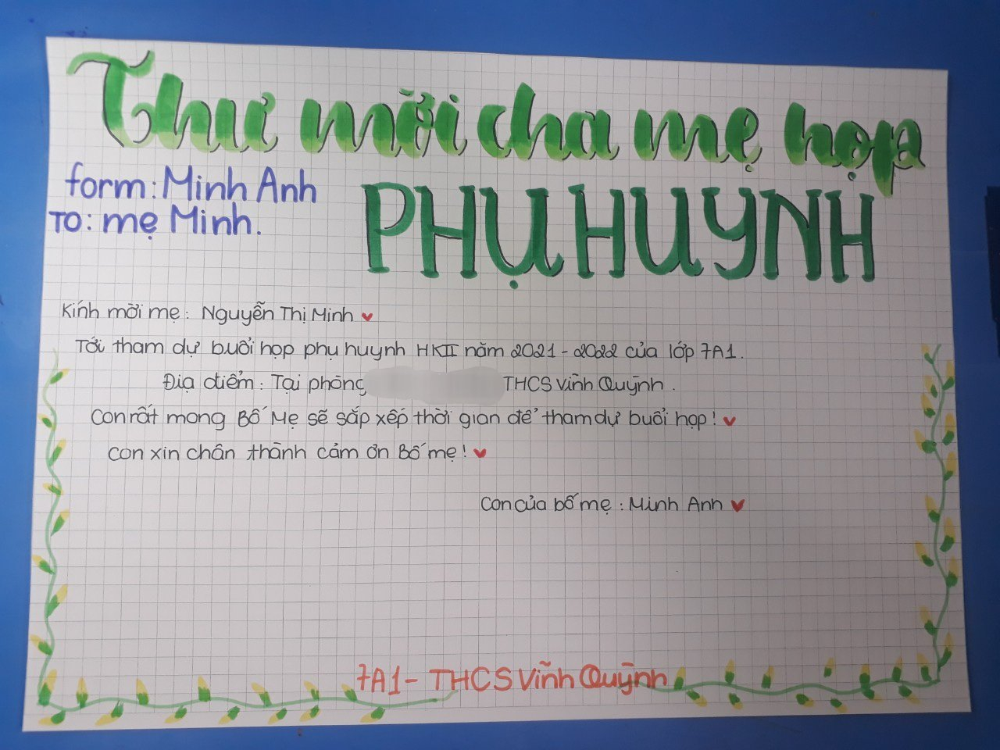 Thư mời cha mẹ họp
PHỤ HUYNH
form: Minh Anh
To: mẹ Minh.
Kính mời mẹ: Nguyễn Thị Minh
Tới tham dự buổi họp phụ huynh HKII năm 2021-2022 của lớp 7A1.
Địa điểm: Tại phòng THCS Vĩnh Quỳnh.
Con rất mong Bố Mẹ sẽ sắp xếp thời gian để tham dự buổi họp!
Con xin chân thành cảm ơn Bố mẹ!
Con của bố mẹ: Minh Anh
7A1- THCS Vĩnh Quỳnh